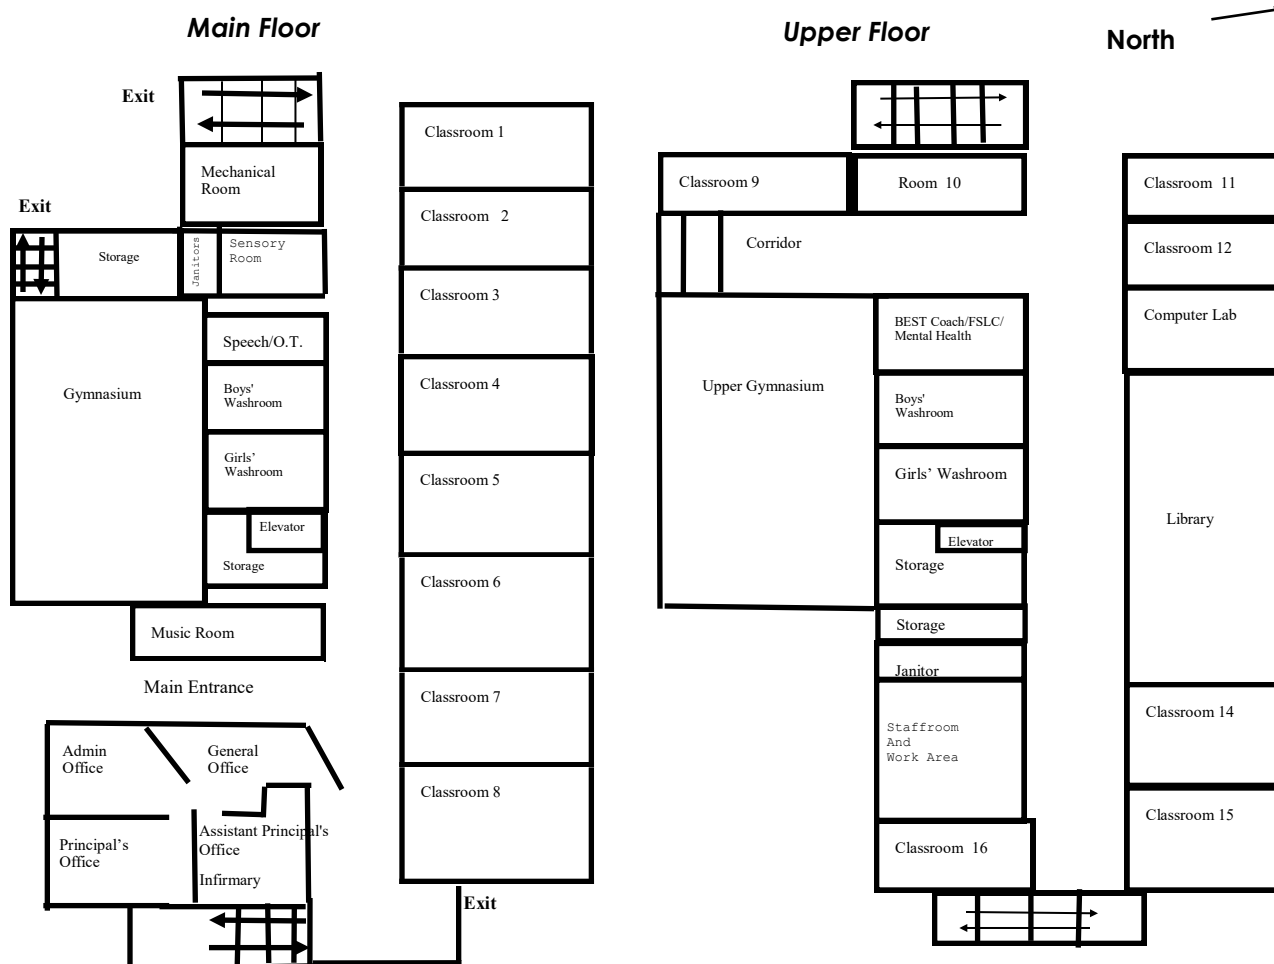 Main Floor
Exit
Mechanical
Room
Exit
Storage
Janitors
Sensory
Room
Speech/O.T.
Gymnasium
Boys'
Washroom
Girls’
Washroom
Elevator
Storage
Music Room
Main Entrance
Admin
Office
General
Office
Principal’s
Office
Assistant Principal's
Office
Infirmary
Classroom 1
Classroom 2
Classroom 3
Classroom 4
Classroom 5
Classroom 6
Classroom 7
Classroom 8
Exit
Upper Floor
North
Classroom 9
Room 10
Corridor
BEST Coach/FSLC/
Mental Health
Upper Gymnasium
Boys'
Washroom
Girls’ Washroom
Elevator
Storage
Storage
Janitor
Staffroom
And
Work Area
Classroom 16
Classroom 11
Classroom 12
Computer Lab
Library
Classroom 14
Classroom 15